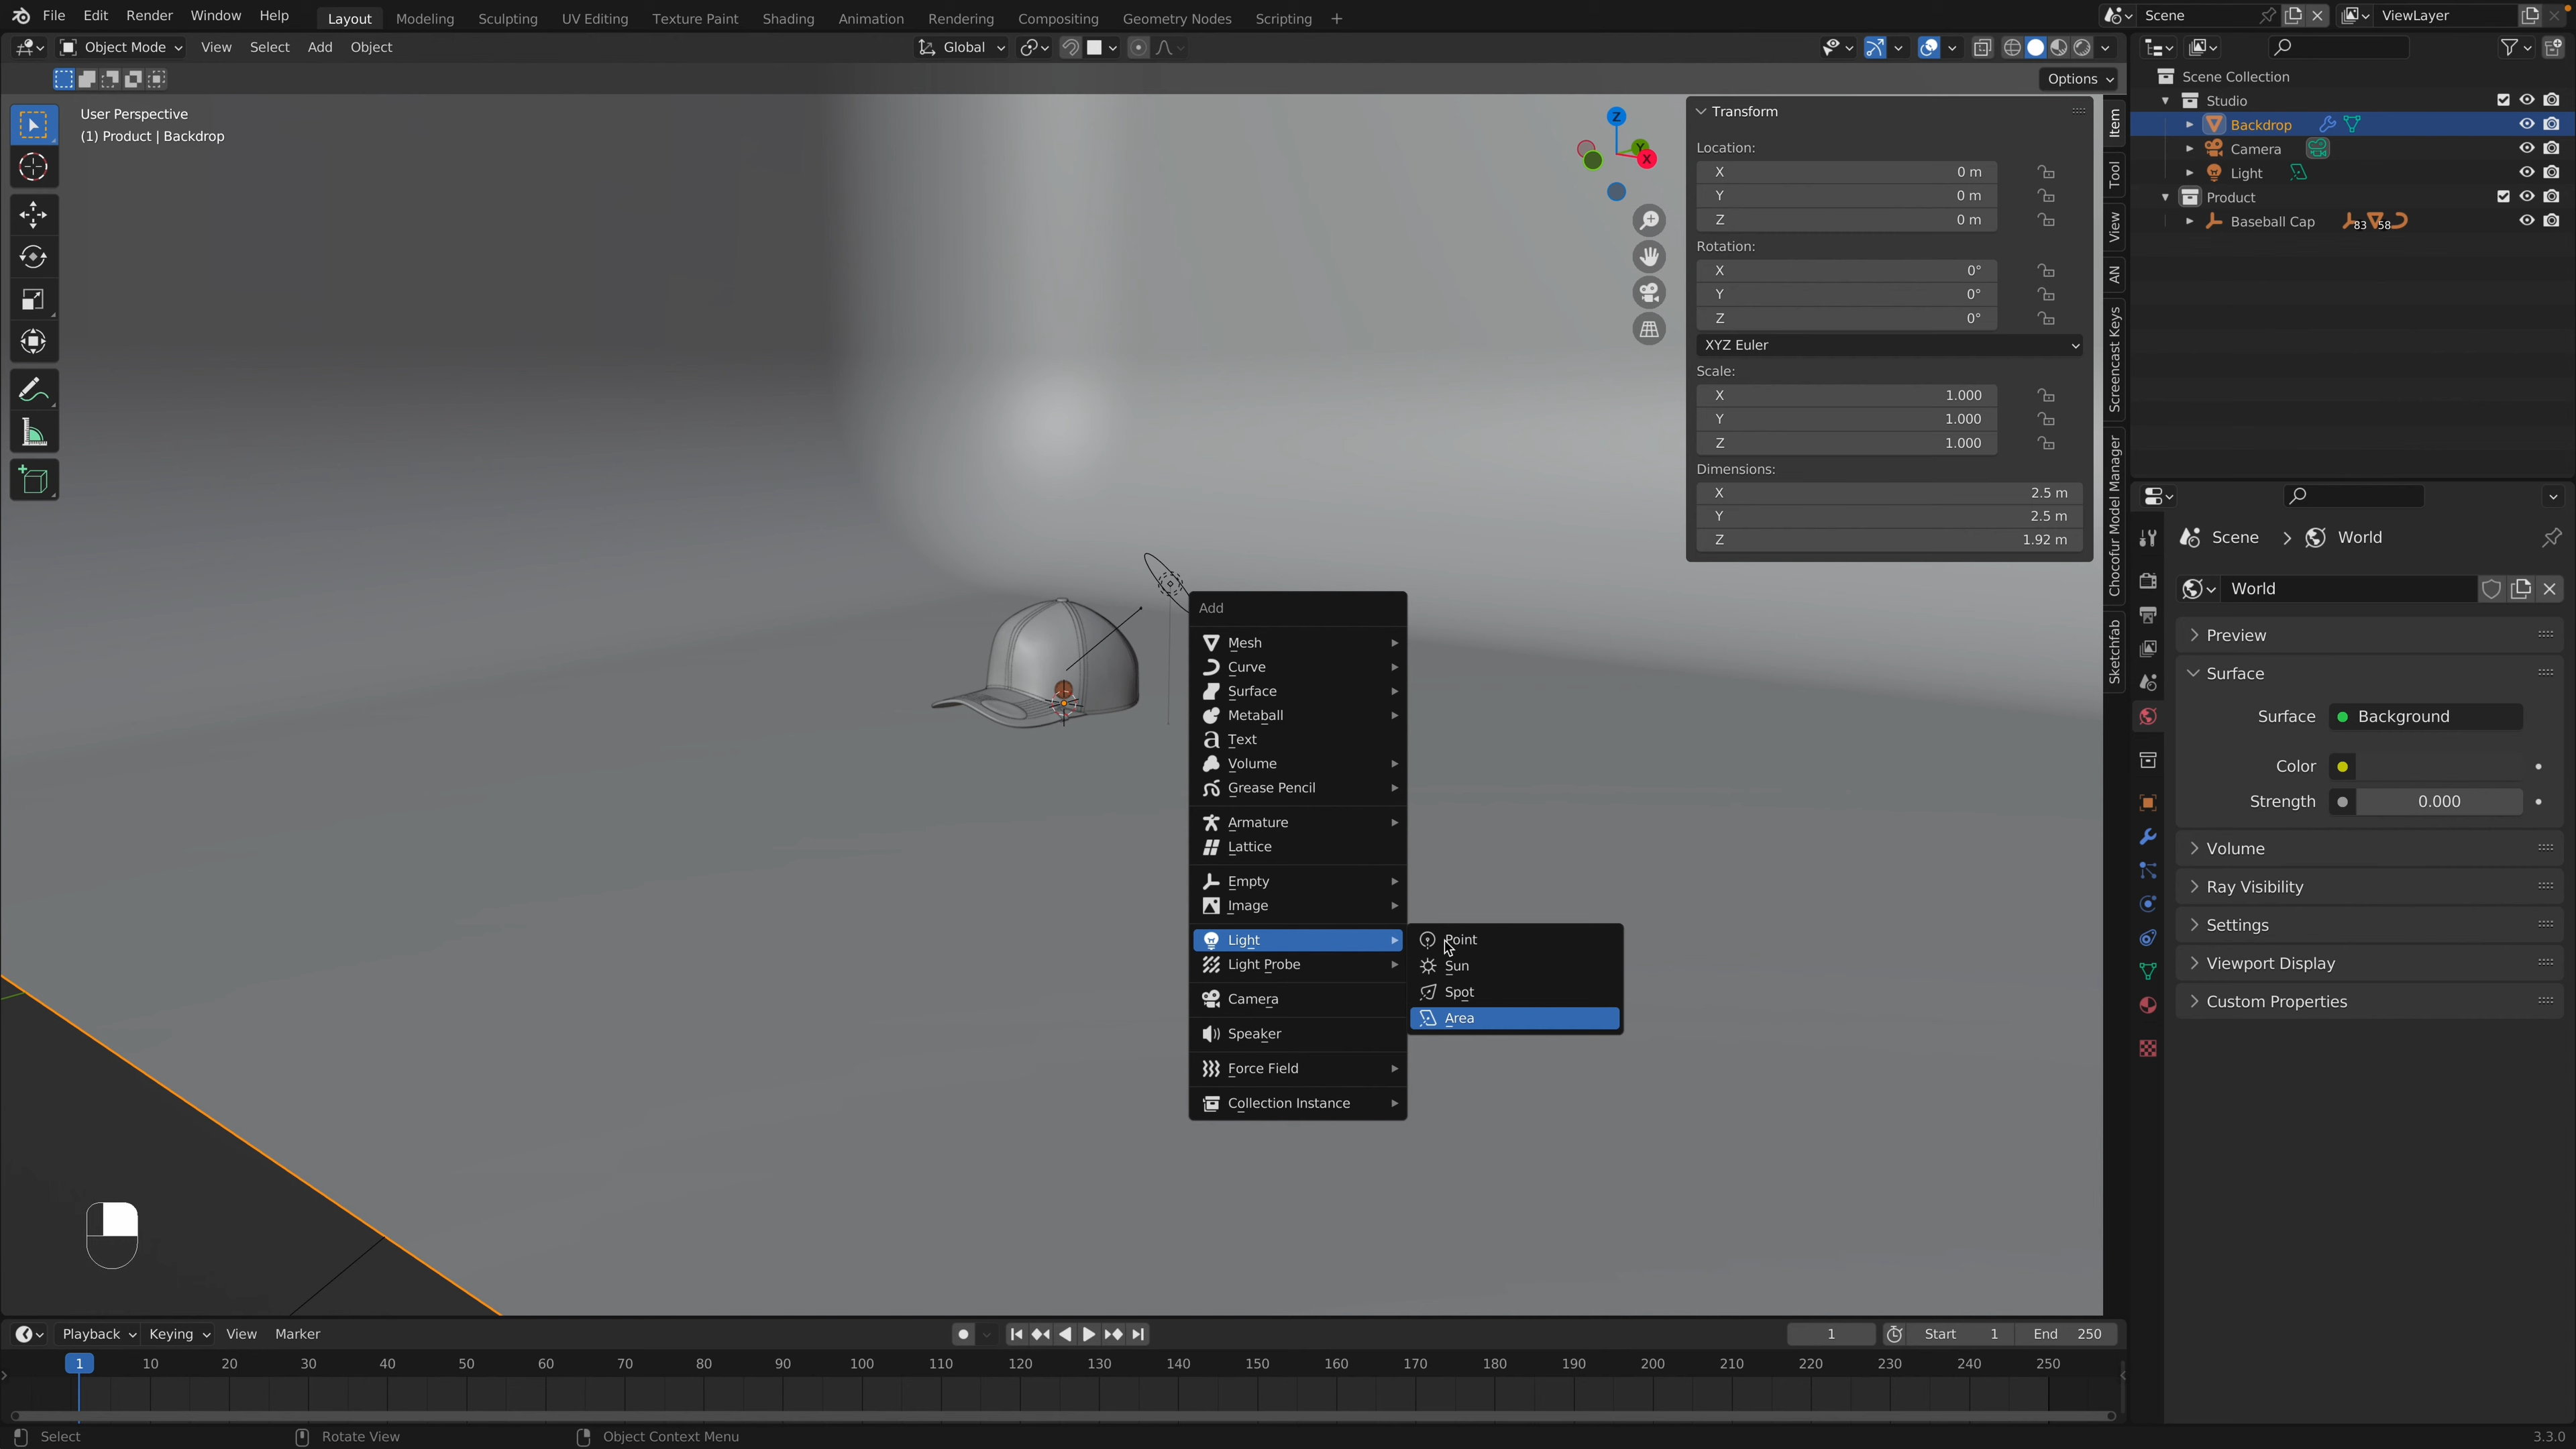 File Edit Render Window Help Layout Modeling Sculpting UV Editing Texture Paint Shading Animation Rendering Compositing Geometry Nodes Scripting + Scene ViewLayer
Object Mode View Select Add Object Global
Options
User Perspective
(1) Product | Backdrop
Z
Y
X
Transform
Location:
X 0 m
Y 0 m
Z 0 m
Rotation:
X 0°
Y 0°
Z 0°
XYZ Euler
Scale:
X 1.000
Y 1.000
Z 1.000
Dimensions:
X 2.5 m
Y 2.5 m
Z 1.92 m
Item
Tool
View
AN
Screencast Keys
Chocofur Model Manager
Sketchfab
Scene Collection
Studio
Backdrop
Camera
Light
Product
Baseball Cap 83 58
Scene > World
World
Preview
Surface
Surface Background
Color
Strength 0.000
Volume
Ray Visibility
Settings
Viewport Display
Custom Properties
Add
Mesh
Curve
Surface
Metaball
Text
Volume
Grease Pencil
Armature
Lattice
Empty
Image
Light
Light Probe
Camera
Speaker
Force Field
Collection Instance
Point
Sun
Spot
Area
Playback Keying View Marker 1 Start 1 End 250
1 10 20 30 40 50 60 70 80 90 100 110 120 130 140 150 160 170 180 190 200 210 220 230 240 250
Select Rotate View Object Context Menu 3.3.0